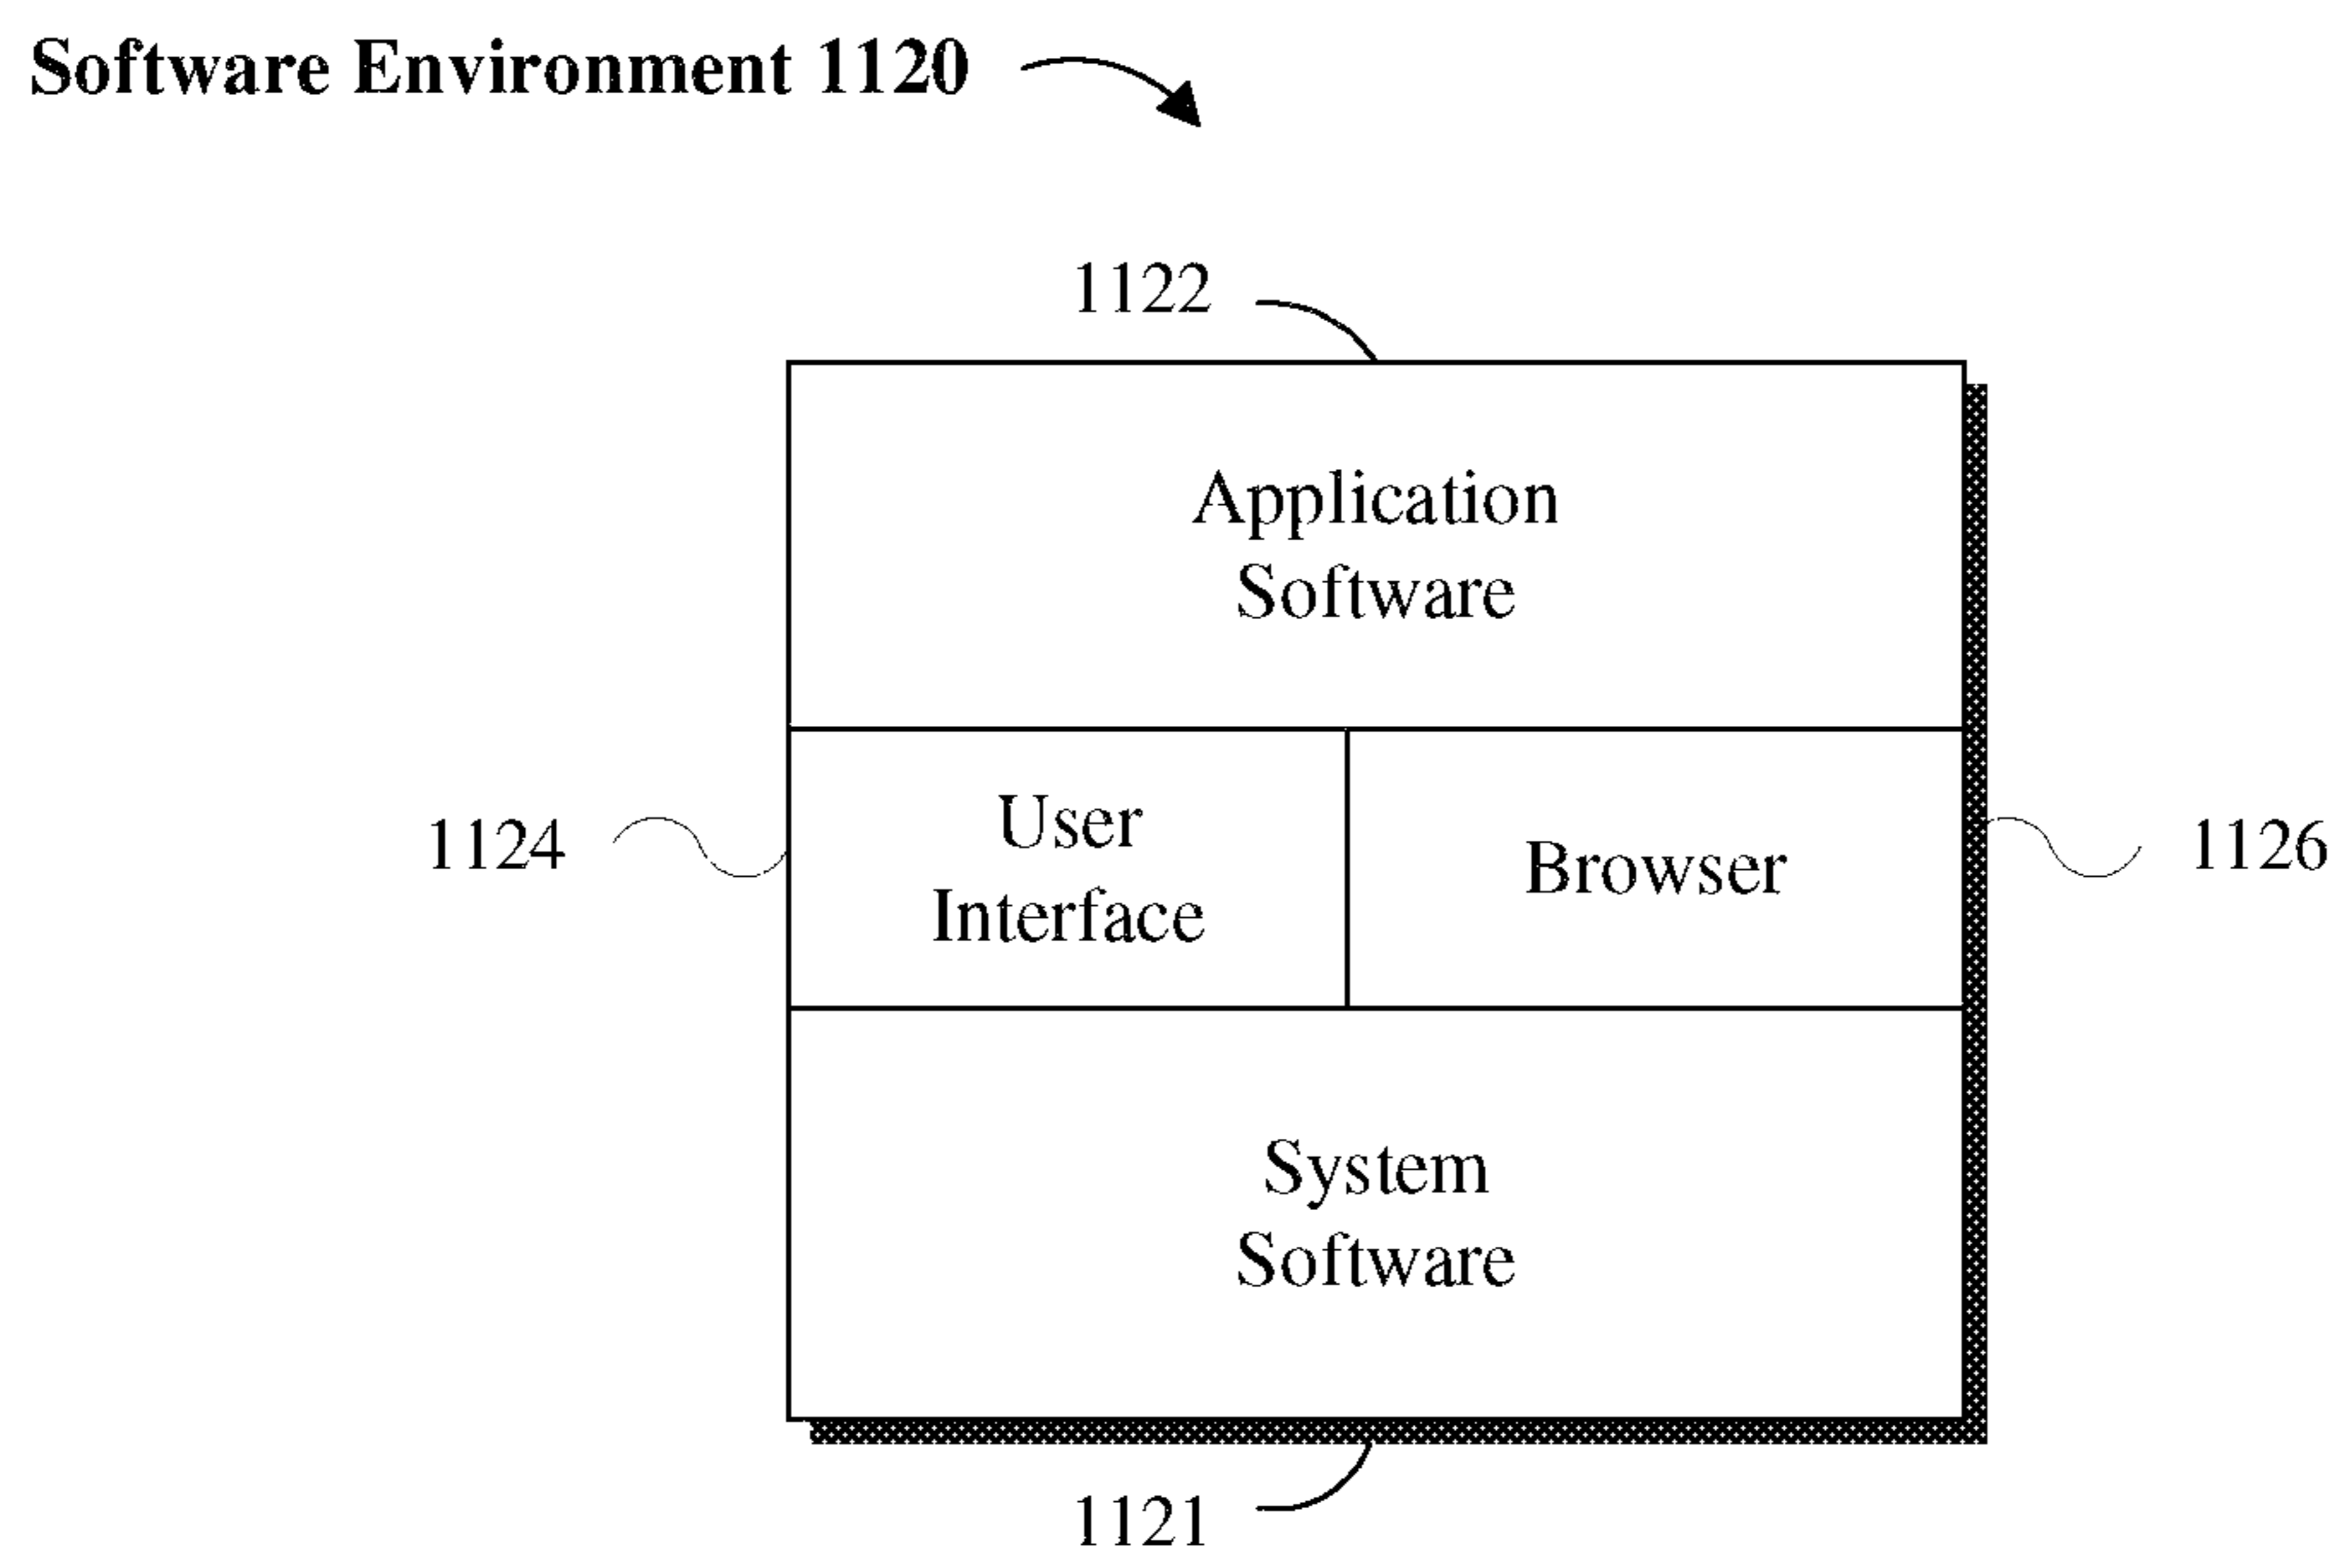 Software Environment 1120
1122
Application
Software
1124
User
Interface
Browser
1126
System
Software
1121